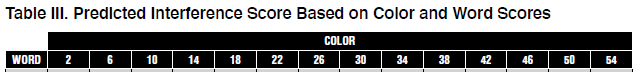 Table III. Predicted Interference Score Based on Color and Word Scores
COLOR
WORD 2 6 10 14 18 22 26 30 34 38 42 46 50 54